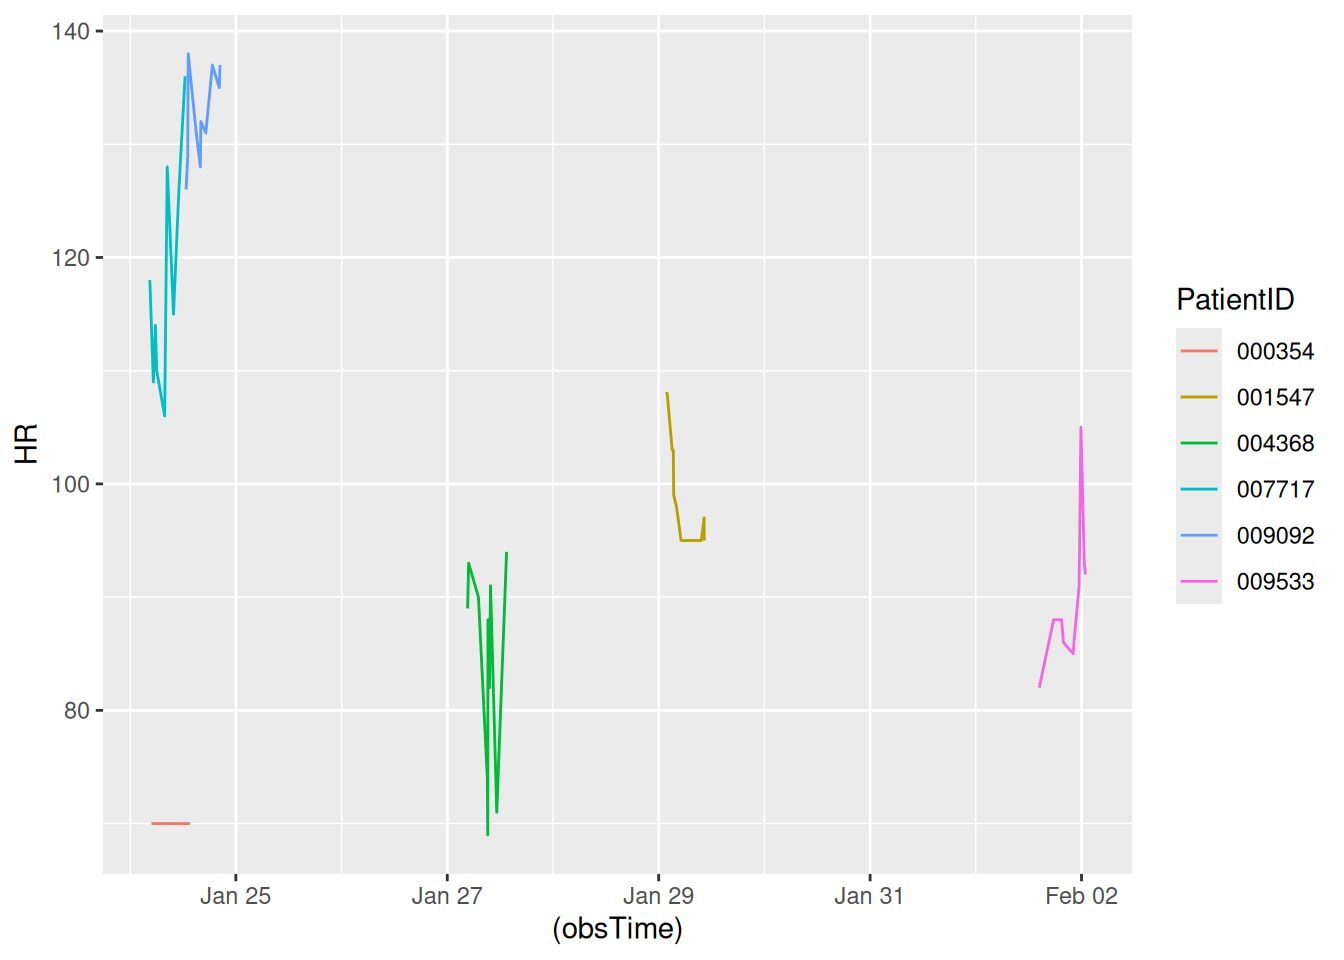 140
120
100
80
HR
Jan 25
Jan 27
Jan 29
Jan 31
Feb 02
(obsTime)
PatientID
000354
001547
004368
007717
009092
009533